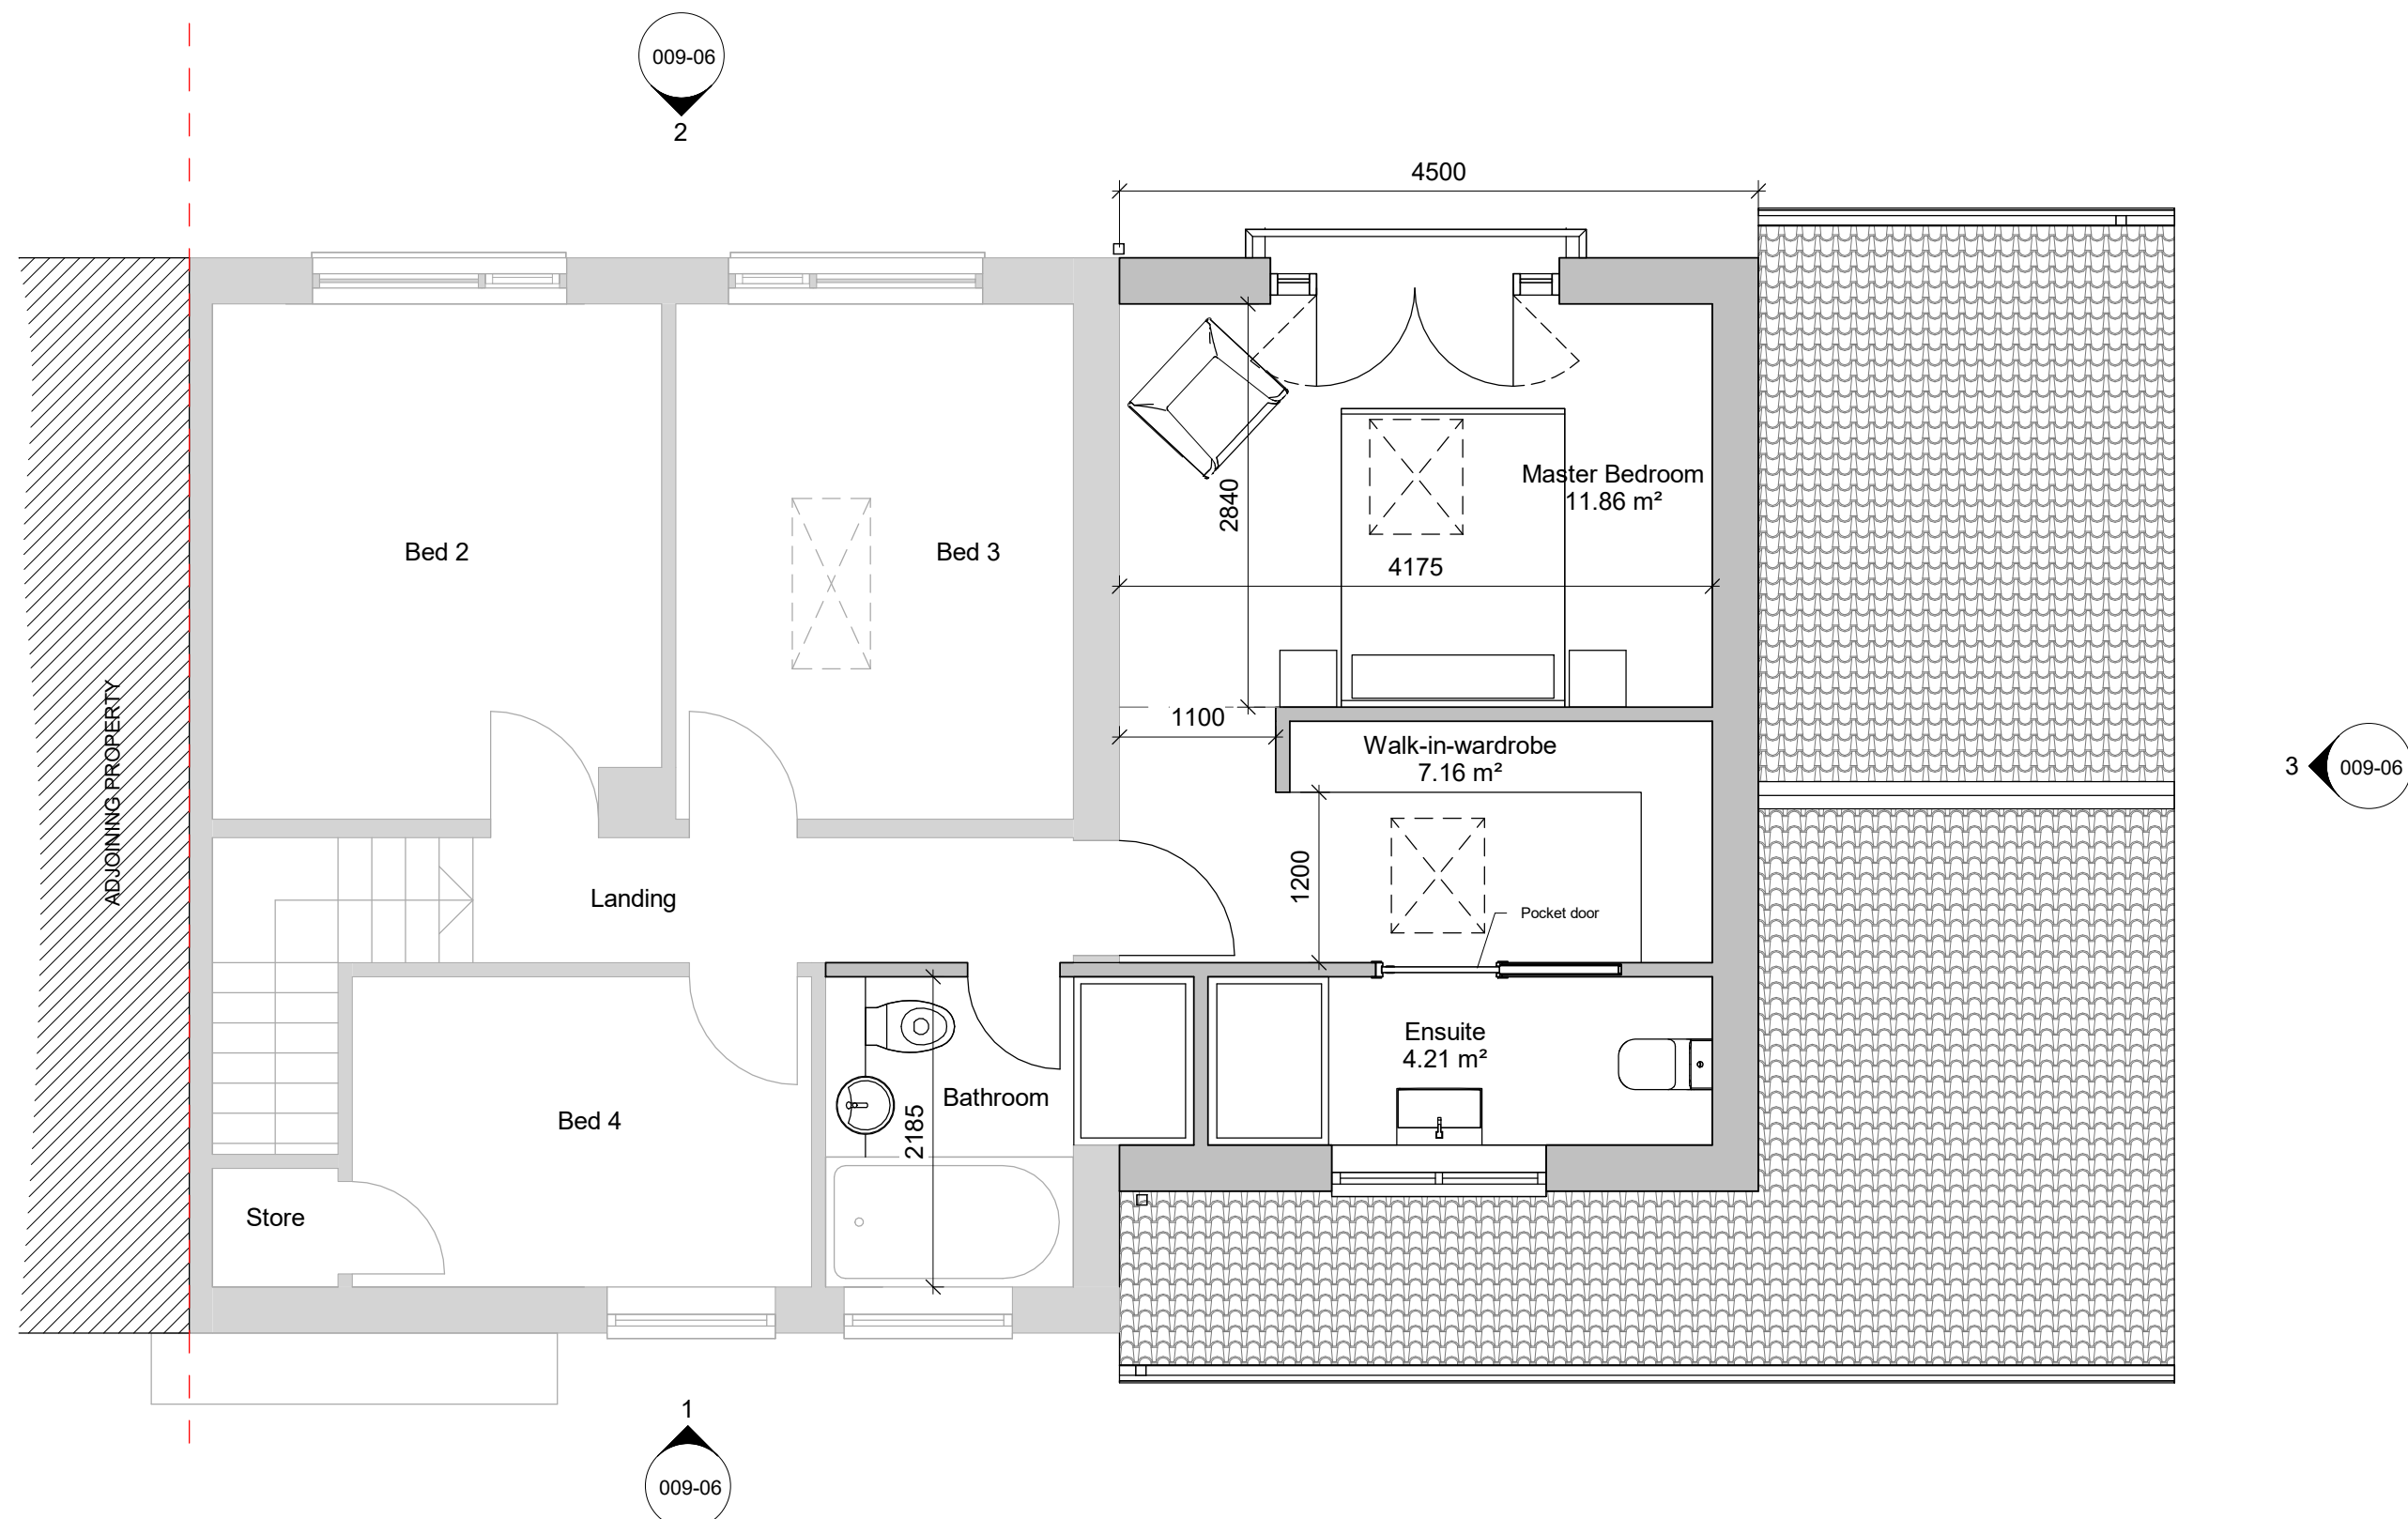 009-06
2
4500
Master Bedroom
11.86 m²
2840
Bed 2
Bed 3
4175
ADJOINING PROPERTY
1100
Walk-in-wardrobe
7.16 m²
3
009-06
1200
Landing
Pocket door
Ensuite
4.21 m²
Bathroom
Bed 4
2185
Store
1
009-06